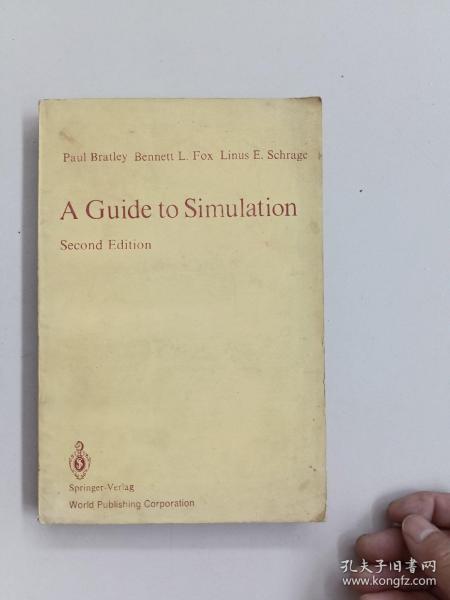 Paul Bratley Bennett L. Fox Linus E. Schrage
A Guide to Simulation
Second Edition
Springer-Verlag
World Publishing Corporation
孔夫子旧书网
www.kongfz.com